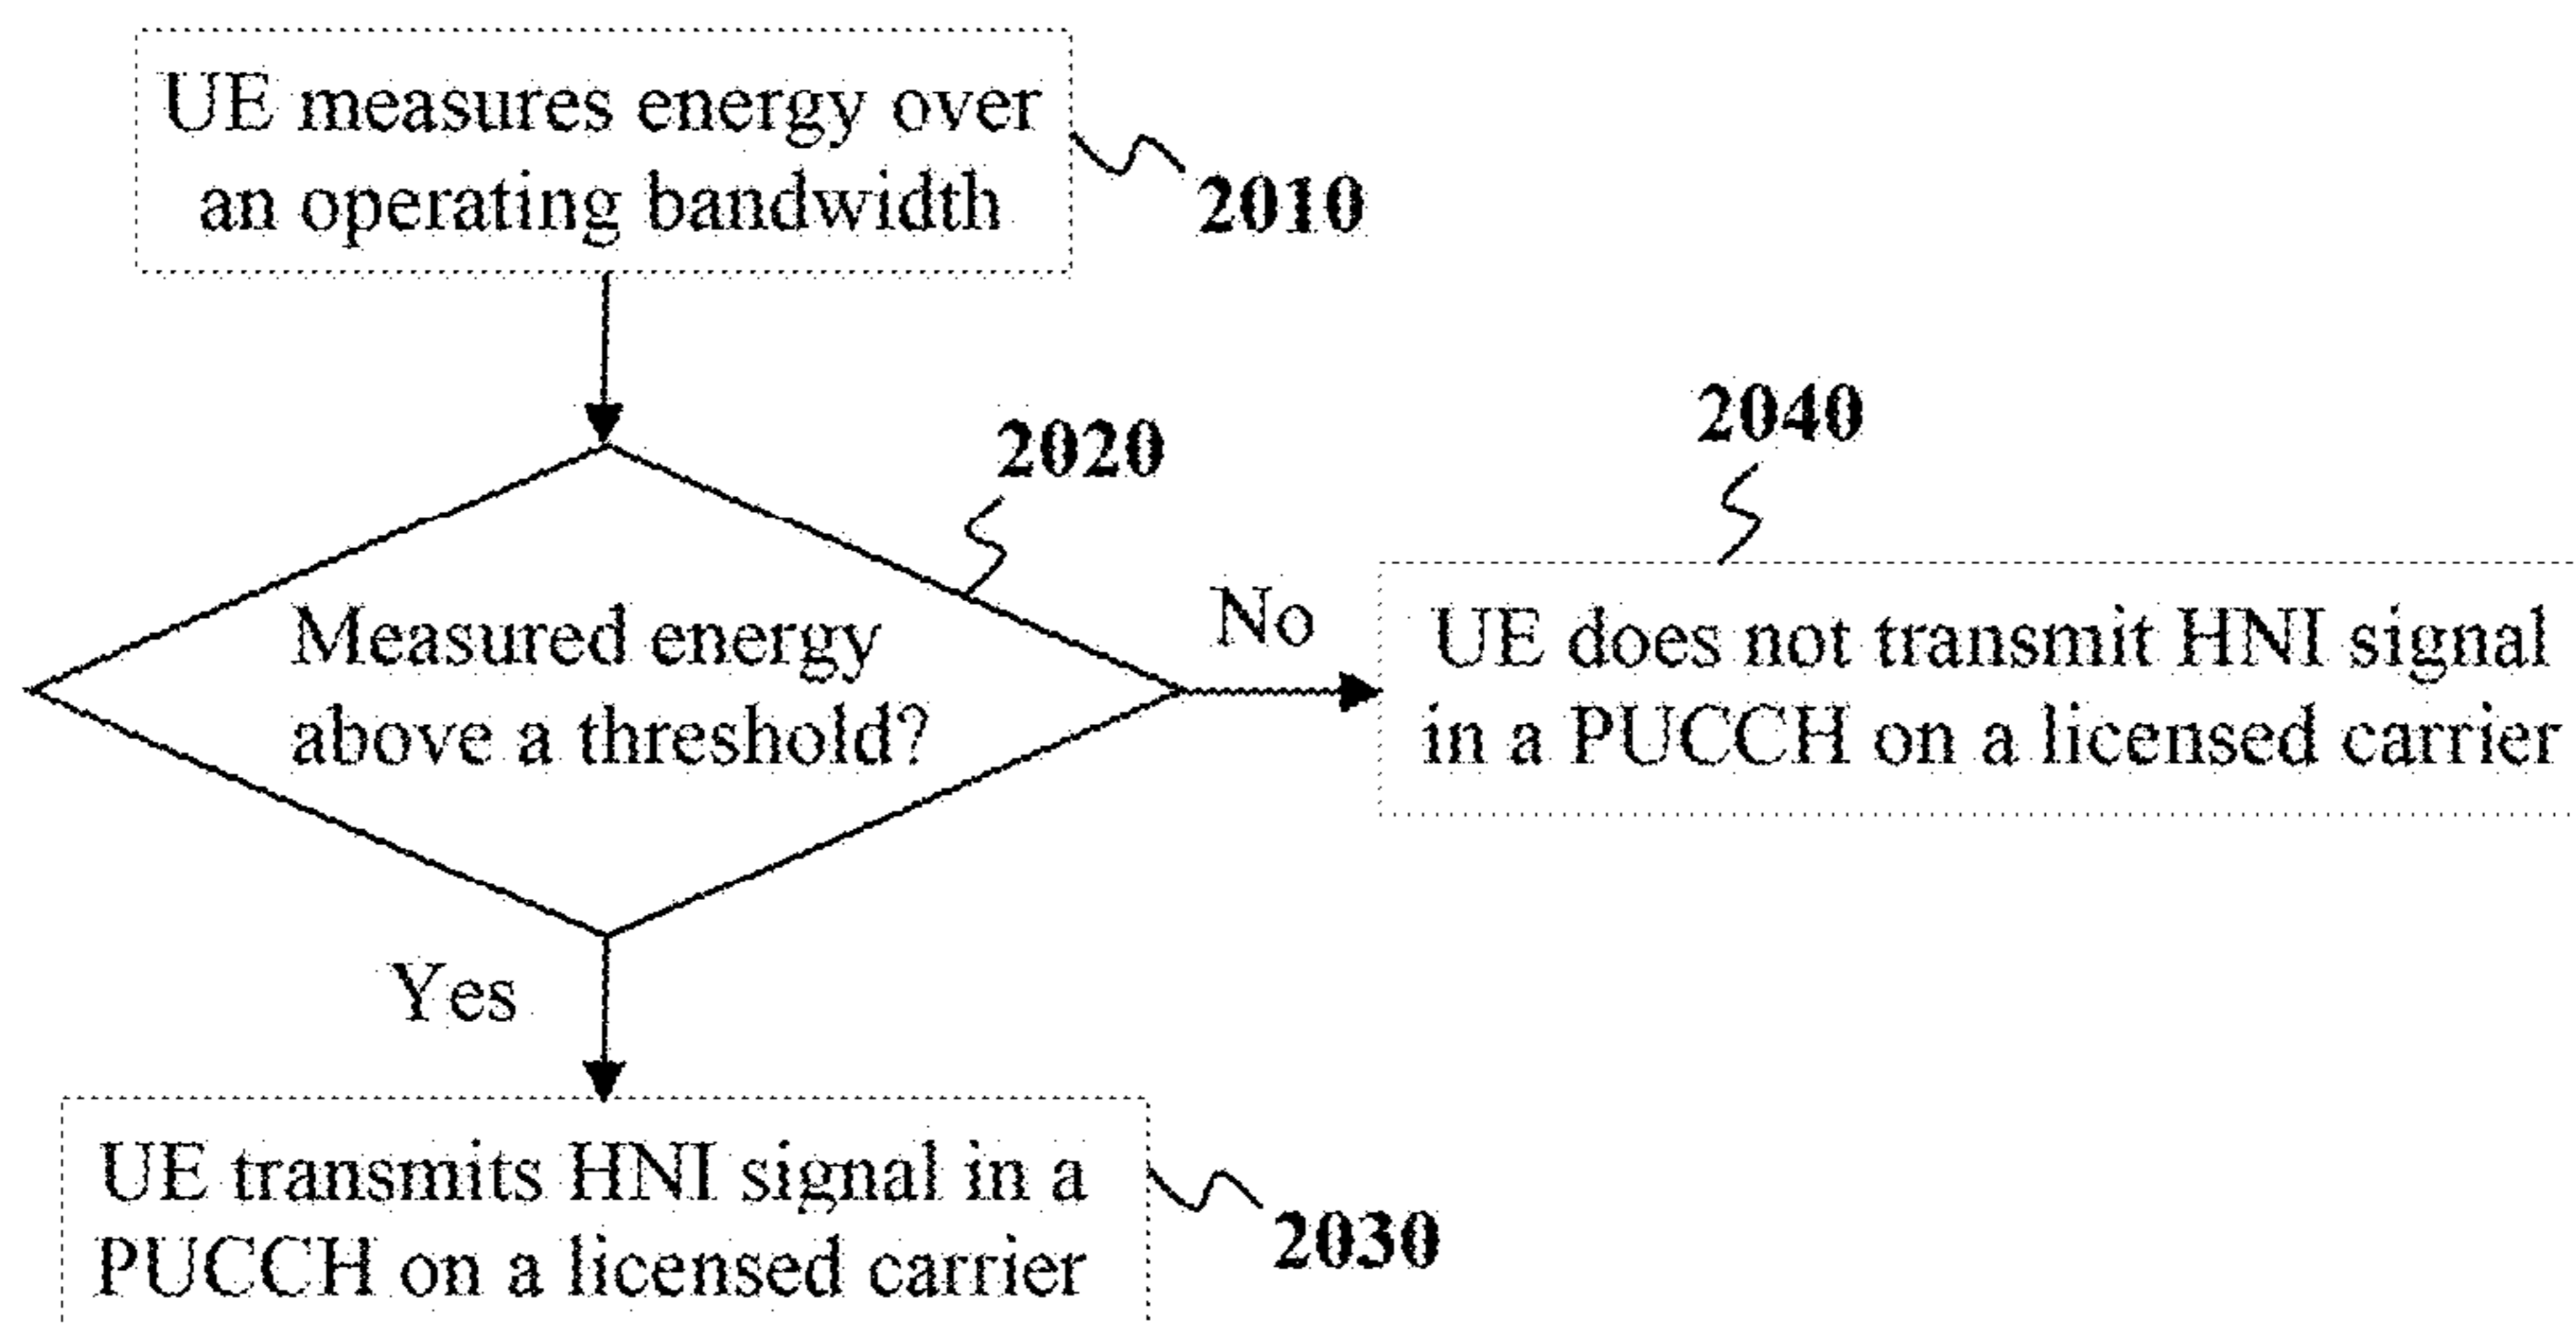 UE measures energy over
an operating bandwidth
2010
2020
2040
Measured energy
above a threshold?
No
UE does not transmit HNI signal
in a PUCCH on a licensed carrier
Yes
UE transmits HNI signal in a
PUCCH on a licensed carrier
2030